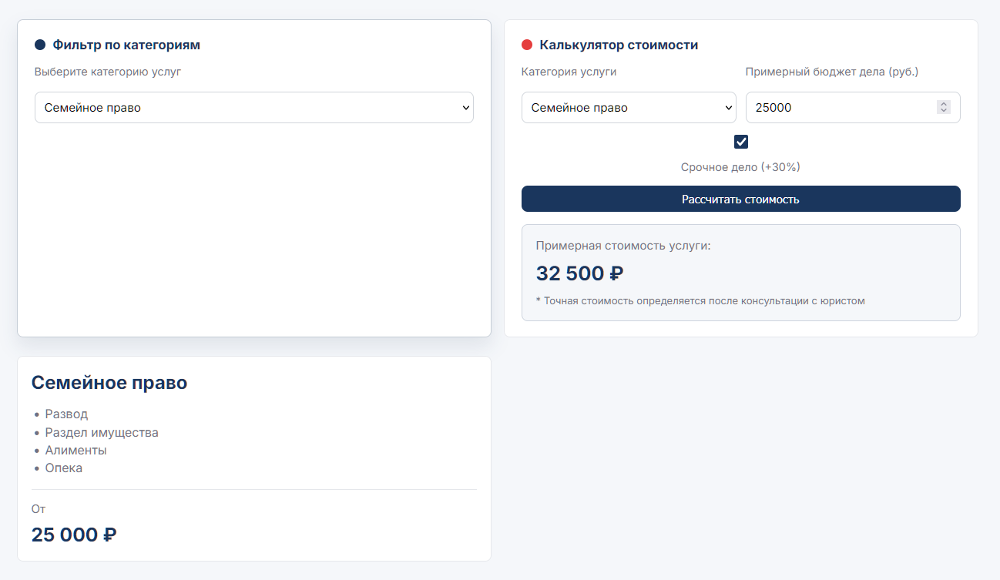 Фильтр по категориям
Выберите категорию услуг
Семейное право
Калькулятор стоимости
Категория услуги
Примерный бюджет дела (руб.)
Семейное право
25000
Срочное дело (+30%)
Рассчитать стоимость
Примерная стоимость услуги:
32 500 ₽
* Точная стоимость определяется после консультации с юристом
Семейное право
• Развод
• Раздел имущества
• Алименты
• Опека
От
25 000 ₽